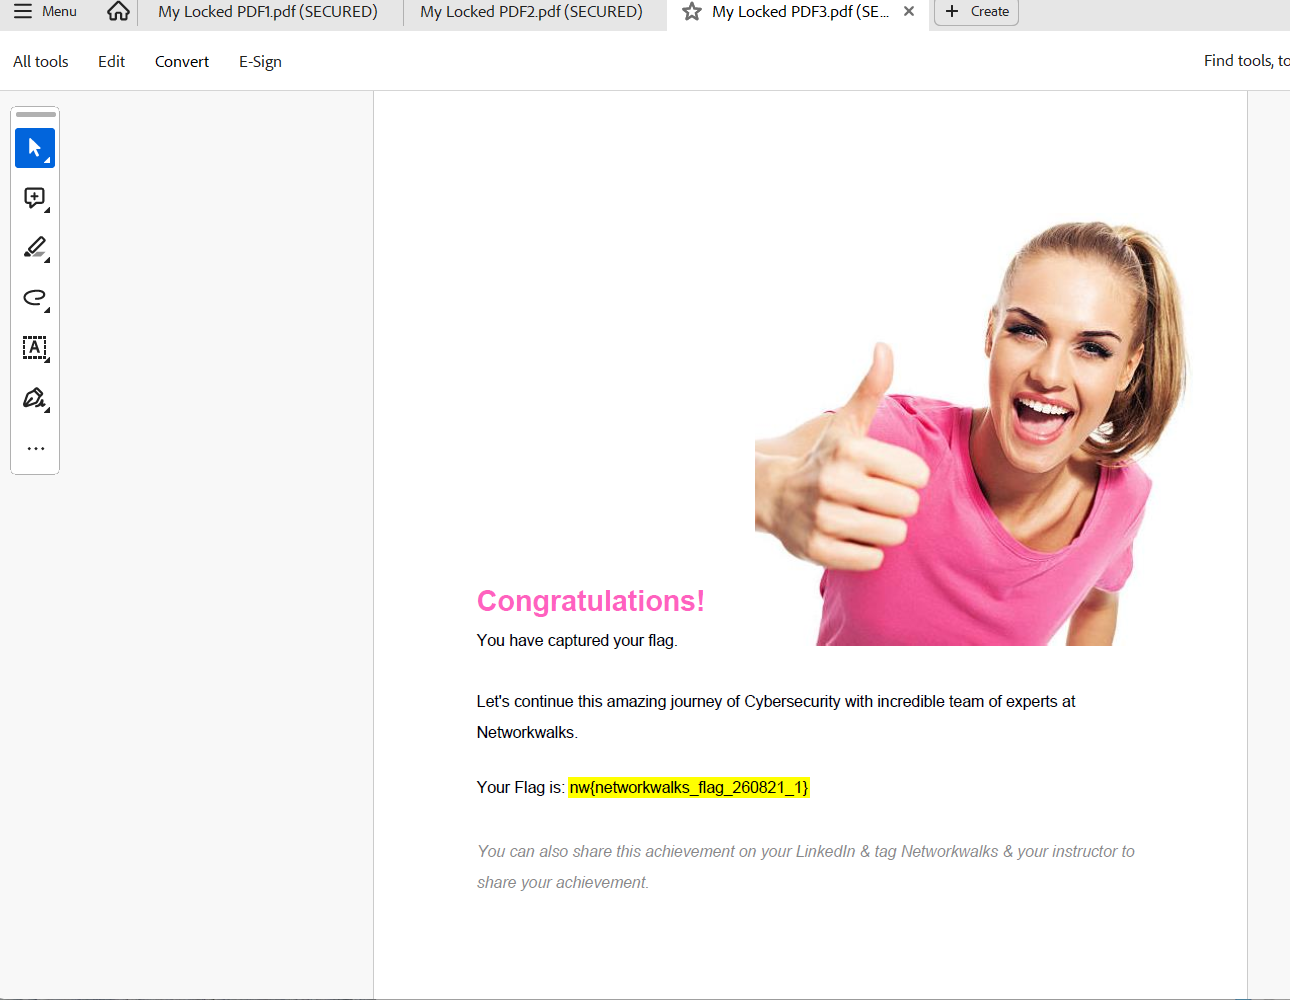 Menu
My Locked PDF1.pdf (SECURED)
My Locked PDF2.pdf (SECURED)
My Locked PDF3.pdf (SE...
Create
All tools
Edit
Convert
E-Sign
Find tools, to
A
Congratulations!
You have captured your flag.
Let's continue this amazing journey of Cybersecurity with incredible team of experts at
Networkwalks.
Your Flag is: nw{networkwalks_flag_260821_1}
You can also share this achievement on your LinkedIn & tag Networkwalks & your instructor to
share your achievement.